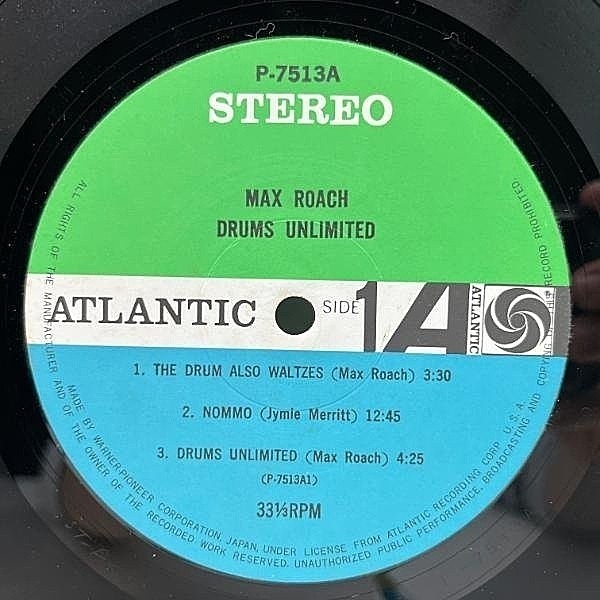 P-7513A
STEREO
MAX ROACH
DRUMS UNLIMITED
ATLANTIC
SIDE 1
A
ATLANTIC
1. THE DRUM ALSO WALTZES (Max Roach) 3:30
2. NOMMO (Jymie Merritt) 12:45
3. DRUMS UNLIMITED (Max Roach) 4:25
(P-7513A1)
33⅓RPM
MADE BY WARNER-PIONEER CORPORATION, JAPAN, UNDER LICENSE FROM ATLANTIC RECORDING CORP. U.S.A.
ALL RIGHTS OF THE MANUFACTURER AND OF THE OWNER OF THE RECORDED WORK RESERVED. UNAUTHORIZED PUBLIC PERFORMANCE, BROADCASTING AND COPYING RECORD PROHIBITED.